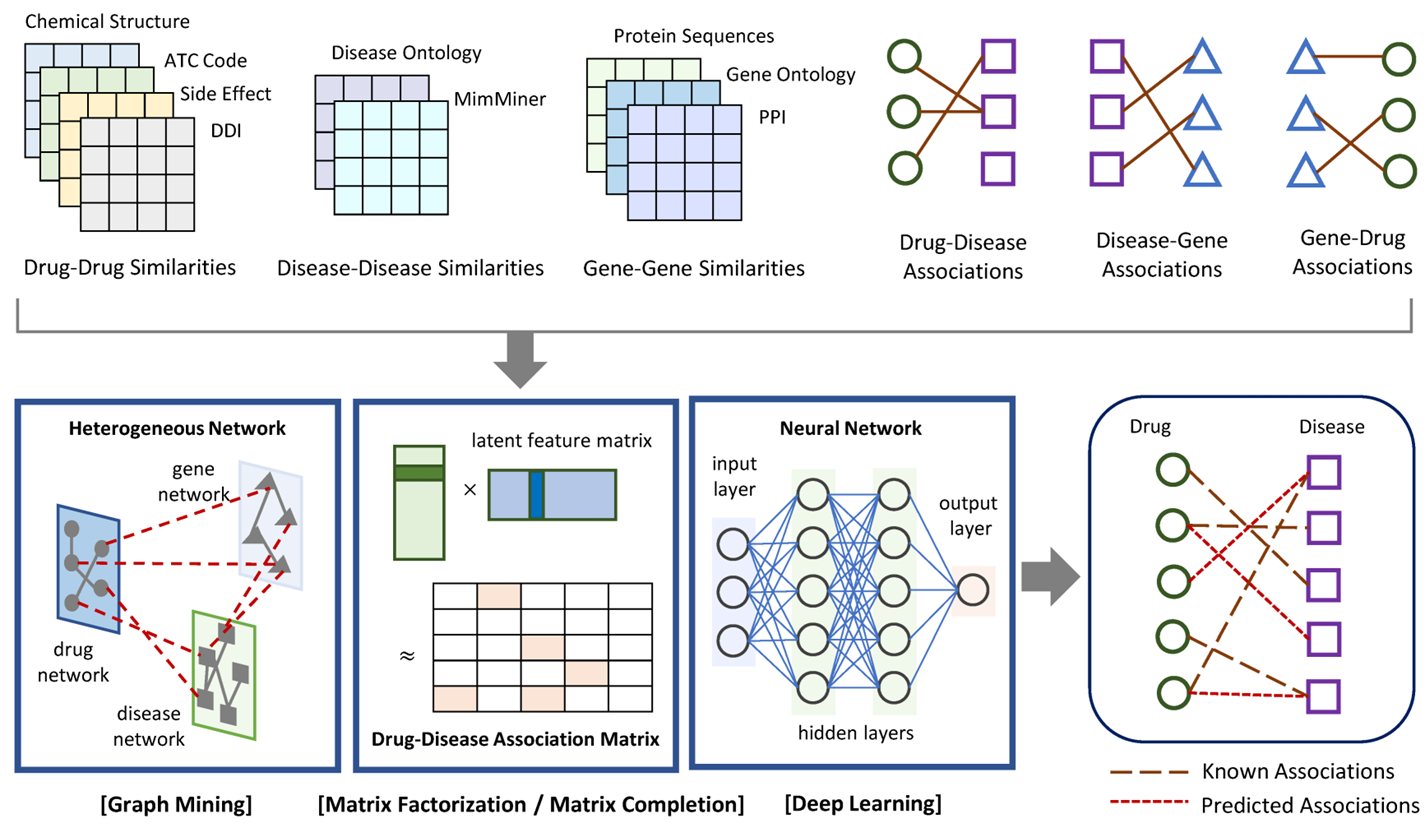 Chemical Structure
ATC Code
Side Effect
DDI
Drug-Drug Similarities
Disease Ontology
MimMiner
Disease-Disease Similarities
Protein Sequences
Gene Ontology
PPI
Gene-Gene Similarities
Drug-Disease
Associations
Disease-Gene
Associations
Gene-Drug
Associations
Heterogeneous Network
gene
network
drug
network
disease
network
[Graph Mining]
latent feature matrix
×
≈
Drug-Disease Association Matrix
[Matrix Factorization / Matrix Completion]
Neural Network
input
layer
output
layer
hidden layers
[Deep Learning]
Drug
Disease
Known Associations
Predicted Associations